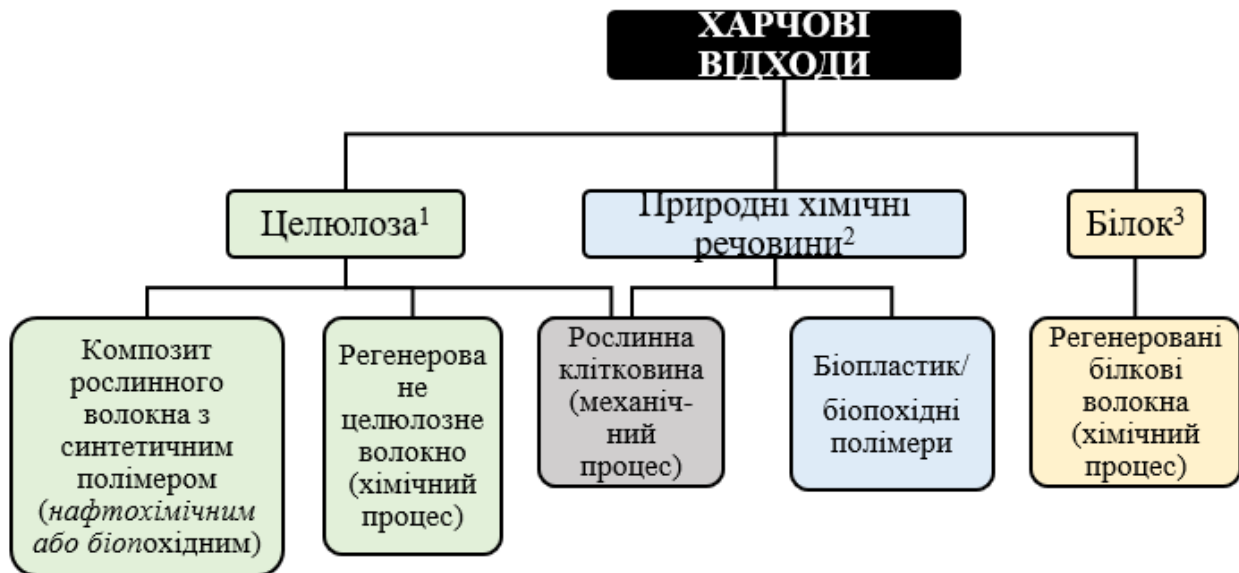 ХАРЧОВІ
ВІДХОДИ
Целюлоза¹
Природні хімічні
речовини²
Білок³
Композит
рослинного
волокна з
синтетичним
полімером
(нафтохімічним
або біопохідним)
Регенерова
не
целюлозне
волокно
(хімічний
процес)
Рослинна
клітковина
(механіч-
ний
процес)
Біопластик/
біопохідні
полімери
Регенеровані
білкові
волокна
(хімічний
процес)